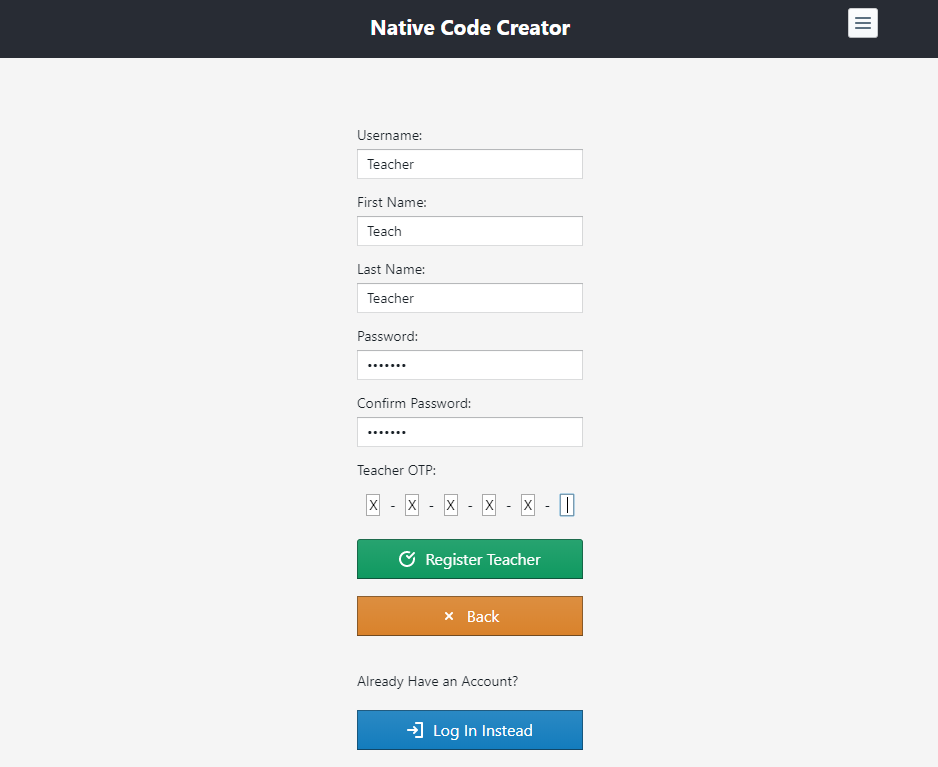 Native Code Creator
Username:
Teacher
First Name:
Teach
Last Name:
Teacher
Password:
•••••••
Confirm Password:
•••••••
Teacher OTP:
X - X - X - X - X -
Register Teacher
Back
Already Have an Account?
Log In Instead